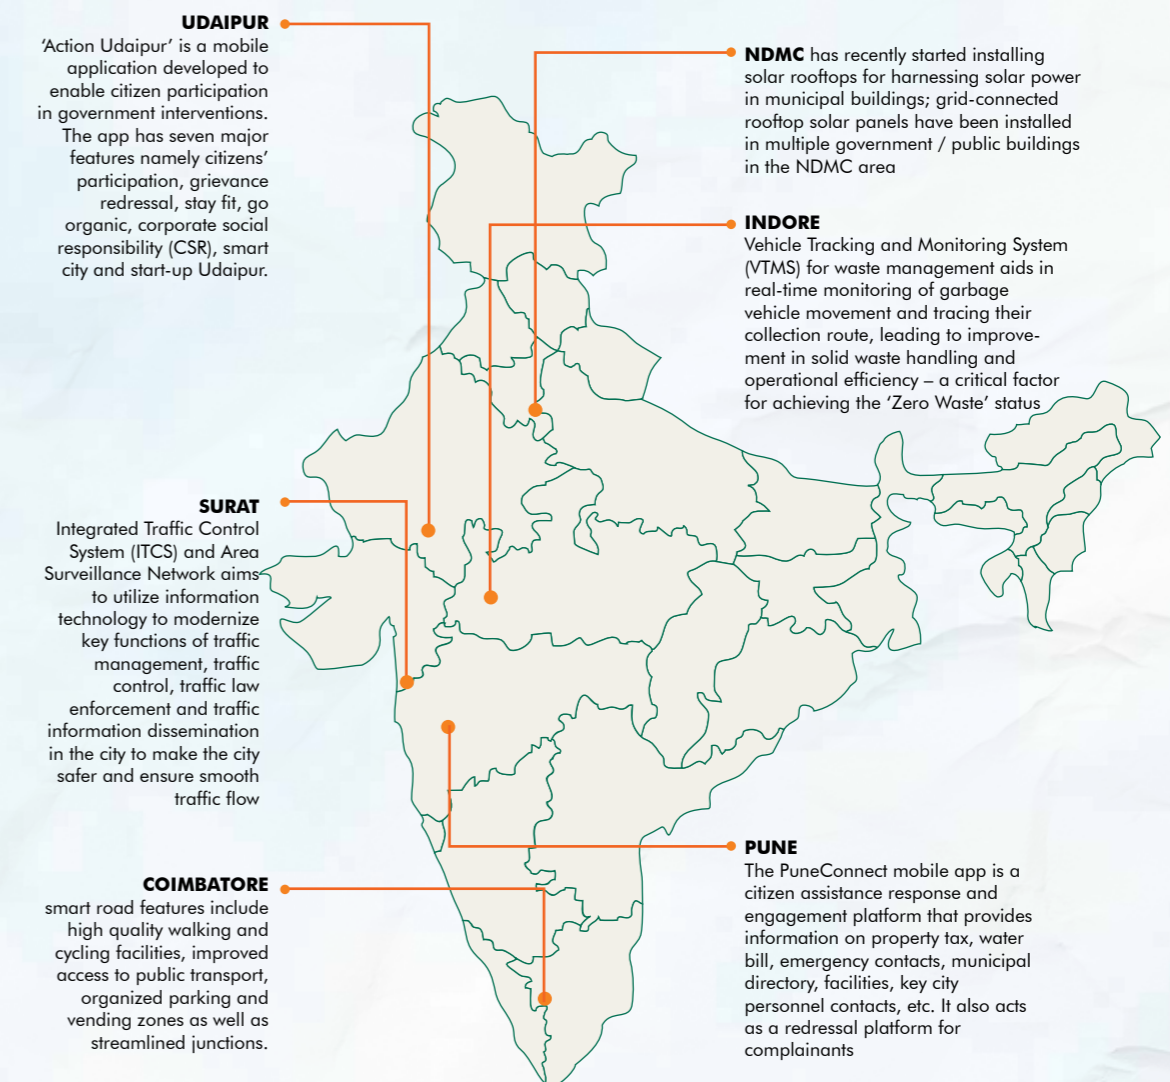 UDAIPUR
‘Action Udaipur’ is a mobile
application developed to
enable citizen participation
in government interventions.
The app has seven major
features namely citizens’
participation, grievance
redressal, stay fit, go
organic, corporate social
responsibility (CSR), smart
city and start-up Udaipur.
NDMC has recently started installing
solar rooftops for harnessing solar power
in municipal buildings; grid-connected
rooftop solar panels have been installed
in multiple government / public buildings
in the NDMC area
INDORE
Vehicle Tracking and Monitoring System
(VTMS) for waste management aids in
real-time monitoring of garbage
vehicle movement and tracing their
collection route, leading to improve-
ment in solid waste handling and
operational efficiency – a critical factor
for achieving the ‘Zero Waste’ status
SURAT
Integrated Traffic Control
System (ITCS) and Area
Surveillance Network aims
to utilize information
technology to modernize
key functions of traffic
management, traffic
control, traffic law
enforcement and traffic
information dissemination
in the city to make the city
safer and ensure smooth
traffic flow
COIMBATORE
smart road features include
high quality walking and
cycling facilities, improved
access to public transport,
organized parking and
vending zones as well as
streamlined junctions.
PUNE
The PuneConnect mobile app is a
citizen assistance response and
engagement platform that provides
information on property tax, water
bill, emergency contacts, municipal
directory, facilities, key city
personnel contacts, etc. It also acts
as a redressal platform for
complainants